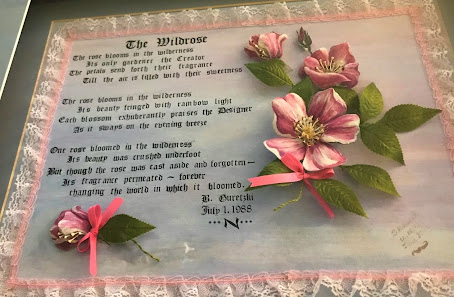 The Wildrose
The rose blooms in the wilderness
Its only gardener the Creator
The petals send forth their fragrance
Till the air is filled with their sweetness
The rose blooms in the wilderness
Its beauty fringed with rainbow light
Each blossom exhuberantly praises the Designer
As it sways on the evening breeze
One rose bloomed in the wilderness
Its beauty was crushed underfoot
But though the rose was cast aside and forgotten—
Its fragrance permeated – forever
changing the world in which it bloomed.
B. Guretzki
July 1, 1988
N